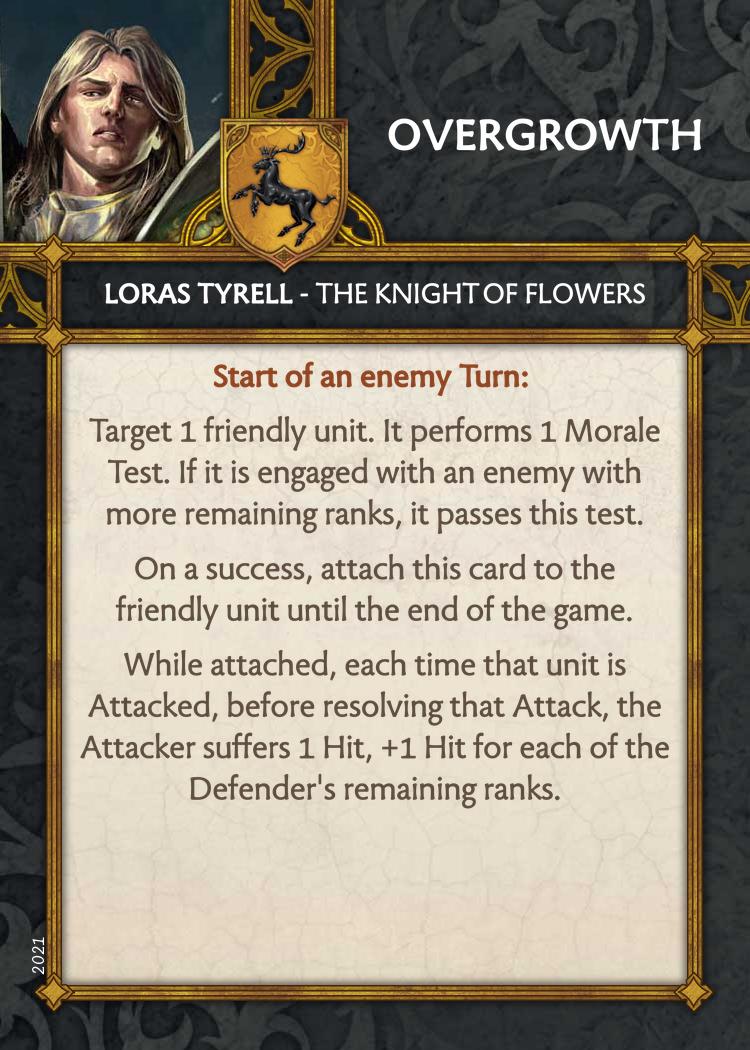 OVERGROWTH
LORAS TYRELL - THE KNIGHT OF FLOWERS
Start of an enemy Turn:
Target 1 friendly unit. It performs 1 Morale
Test. If it is engaged with an enemy with
more remaining ranks, it passes this test.
On a success, attach this card to the
friendly unit until the end of the game.
While attached, each time that unit is
Attacked, before resolving that Attack, the
Attacker suffers 1 Hit, +1 Hit for each of the
Defender's remaining ranks.
2021